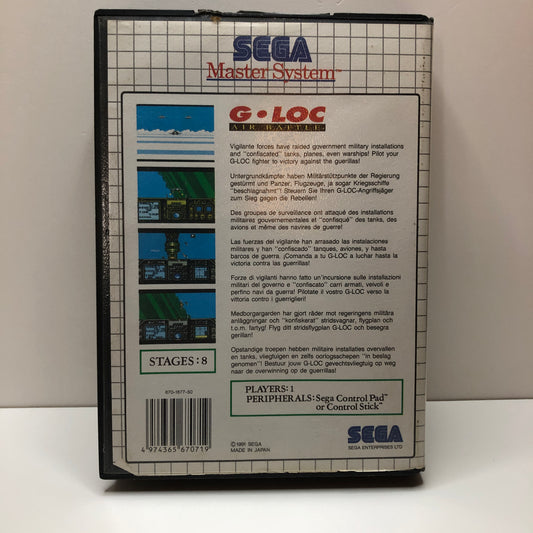 SEGA
Master System™
G-LOC
AIR BATTLE
Vigilante forces have raided government military installations
and "confiscated" tanks, planes, even warships! Pilot your
G-LOC fighter to victory against the guerillas!
Untergrundkämpfer haben Militärstützpunkte der Regierung
gestürmt und Panzer, Flugzeuge, ja sogar Kriegsschiffe
"beschlagnahmt"! Steuern Sie Ihren G-LOC-Angriffsjäger
zum Sieg gegen die Rebellen!
Des groupes de surveillance ont attaqué des installations
militaires gouvernementales et "confisqué" des tanks, des
avions et même des navires de guerre!
Las fuerzas del vigilante han arrasado las instalaciones
militares y han "confiscado" tanques, aviones, y hasta
barcos de guerra. ¡Comanda a tu G-LOC a luchar hasta la
victoria contra las guerrillas!
Forze di vigilanti hanno fatto un'incursione sulle installazioni
militari del governo e "confiscato" carri armati, veivoli e
perfino navi da guerra! Pilotate il vostro G-LOC verso la
vittoria contro i guerriglieri!
Medborgargarden har gjort råder mot regeringens militära
anläggningar och "konfiskerat" stridsvagnar, flygplan och
t.o.m. fartyg! Flyg ditt stridsflygplan G-LOC och besegra
gerillan!
Opstandige troepen hebben militaire installaties overvallen
en tanks, vliegtuigen en zelfs oorlogsschepen "in beslag
genomen"! Bestuur jouw G-LOC gevechtsvliegtuig op weg
naar de overwinning op de guerrillas!
STAGES: 8
PLAYERS: 1
PERIPHERALS: Sega Control Pad™
or Control Stick™
670-1677-50
4 974365 670719
©1991 SEGA
MADE IN JAPAN
SEGA
SEGA ENTERPRISES LTD